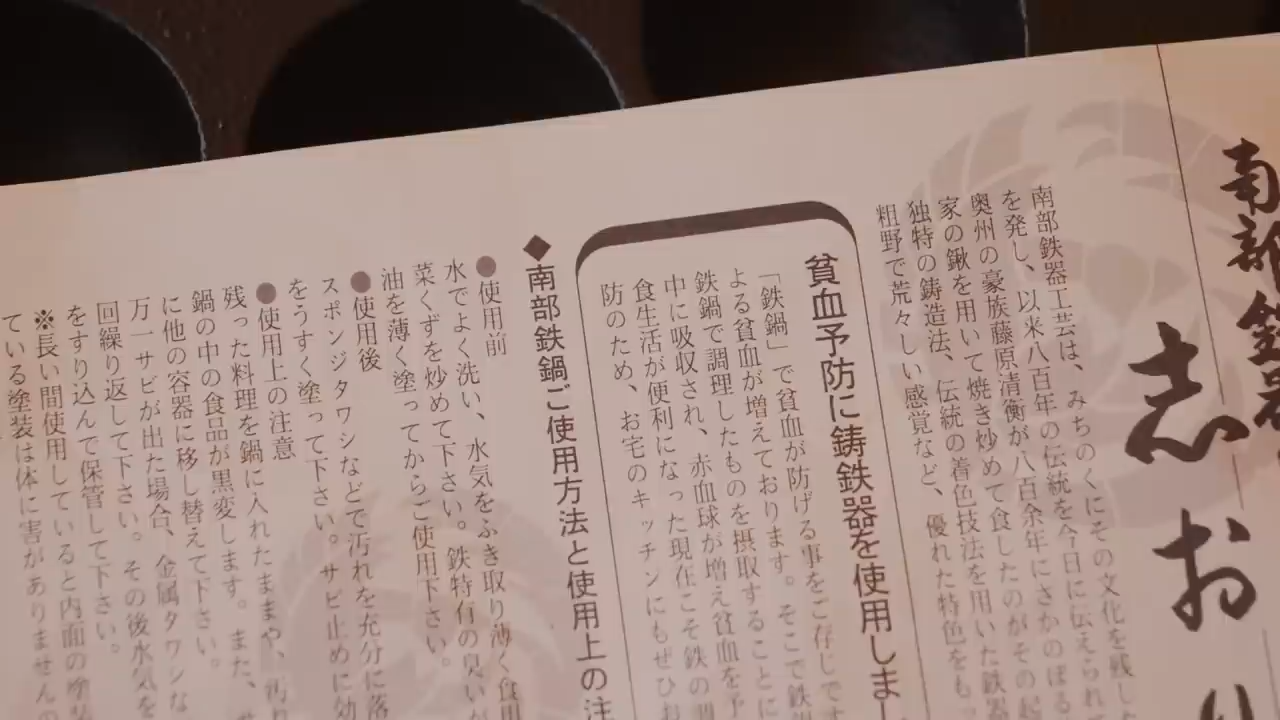 南部鉄器
志おり
南部鉄器工芸は、みちのくにその文化を残した
を発し、以来八百年の伝統を今日に伝えられ
奥州の豪族藤原清衡が八百余年にさかのぼる
家の鍬を用いて焼き炒めて食したのがその起
独特の鋳造法、伝統の着色技法を用いた鉄器
粗野で荒々しい感覚など、優れた特色をも
貧血予防に鋳鉄器を使用しま
「鉄鍋」で貧血が防げる事をご存じです
よる貧血が増えております。そこで鉄
鉄鍋で調理したものを摂取することに
中に吸収され、赤血球が増え貧血を予
食生活が便利になった現在こそ鉄の
防のため、お宅のキッチンにもぜひお
◆南部鉄鍋ご使用方法と使用上の注
●使用前
水でよく洗い、水気をふき取り薄く食用
菜くずを炒めて下さい。鉄特有の臭いが
油を薄く塗ってからご使用下さい。
●使用後
スポンジタワシなどで汚れを充分に落
をうすく塗って下さい。サビ止めに効
●使用上の注意
残った料理を鍋に入れたままや、汚れ
鍋の中の食品が黒変します。また、
に他の容器に移し替えて下さい。
万一サビが出た場合、金属タワシな
回繰り返して下さい。その後水気を
をすり込んで保管して下さい。
※長い間使用していると内面の塗装
ている塗装は体に害がありませんの